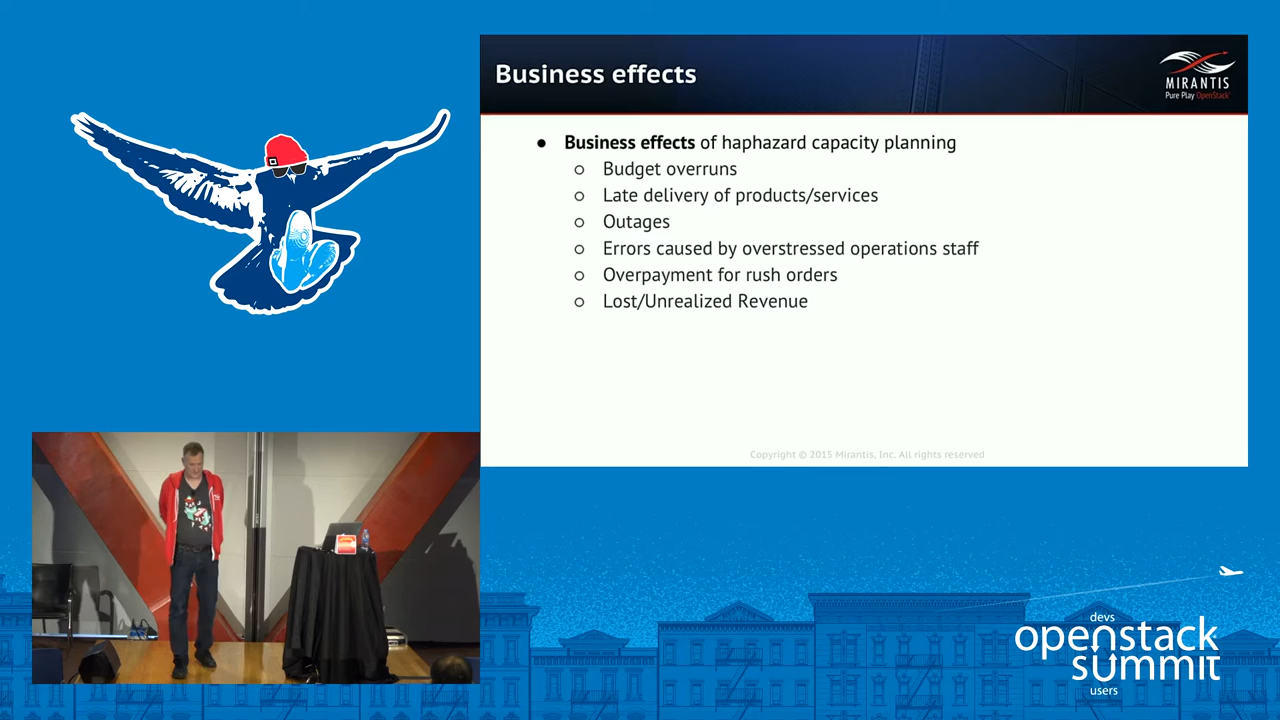 Business effects
MIRANTIS
Pure Play OpenStack
● Business effects of haphazard capacity planning
○ Budget overruns
○ Late delivery of products/services
○ Outages
○ Errors caused by overstressed operations staff
○ Overpayment for rush orders
○ Lost/Unrealized Revenue
Copyright © 2015 Mirantis, Inc. All rights reserved
devs
openstack
summit
users